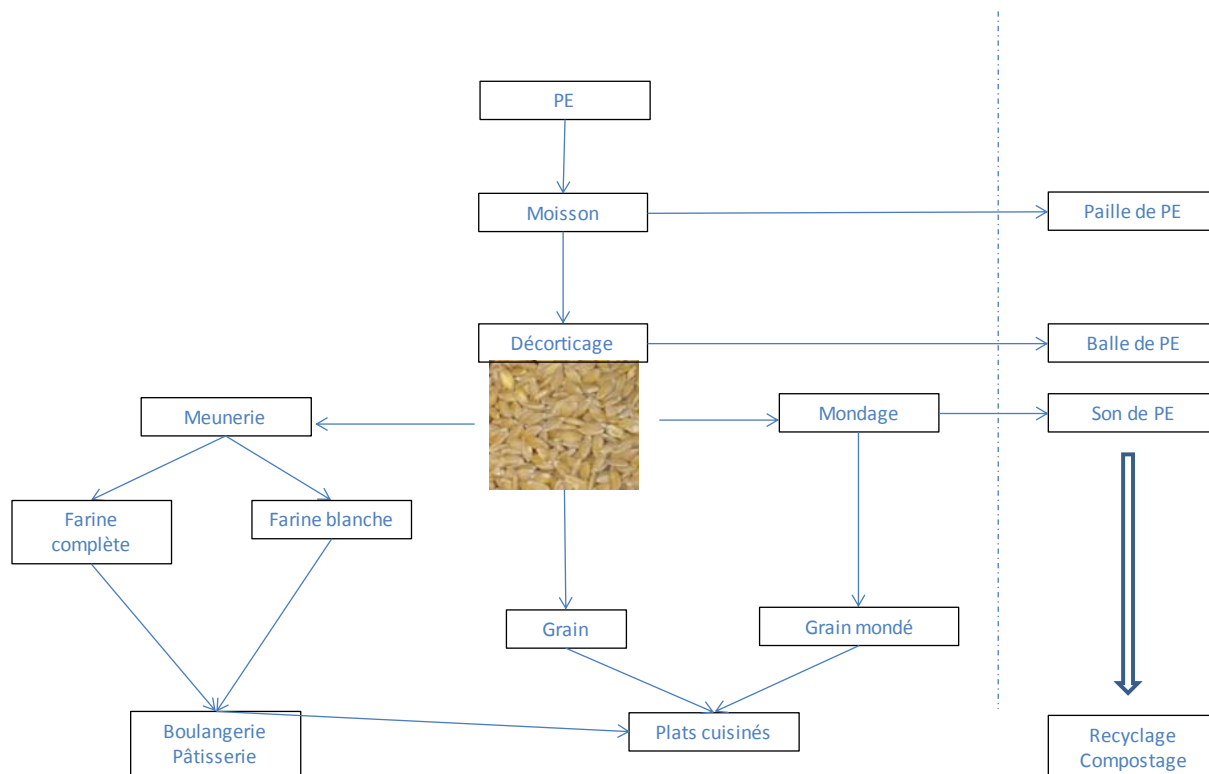 PE
Moisson
Paille de PE
Décorticage
Balle de PE
Meunerie
Mondage
Son de PE
Farine
complète
Farine blanche
Grain
Grain mondé
Boulangerie
Pâtisserie
Plats cuisinés
Recyclage
Compostage